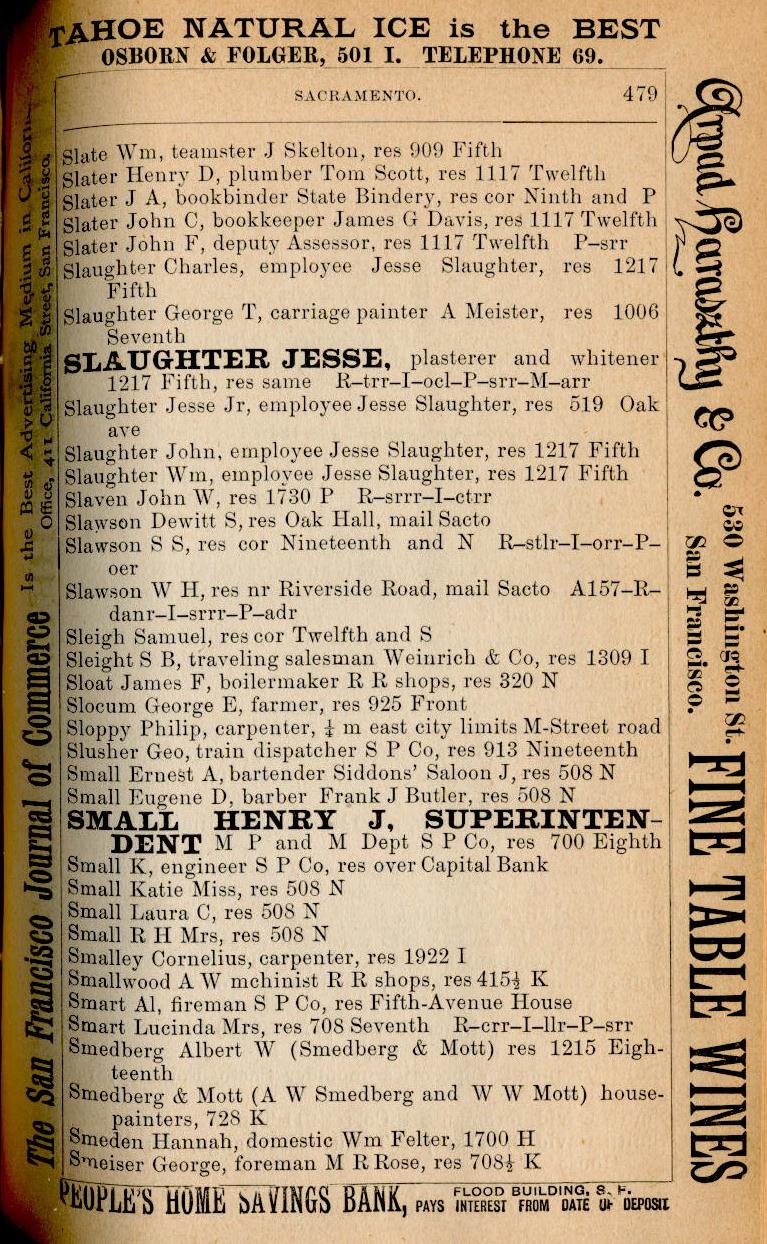 TAHOE NATURAL ICE is the BEST
OSBORN & FOLGER, 501 I. TELEPHONE 69.
SACRAMENTO. 479
Slate Wm, teamster J Skelton, res 909 Fifth
Slater Henry D, plumber Tom Scott, res 1117 Twelfth
Slater J A, bookbinder State Bindery, res cor Ninth and P
Slater John C, bookkeeper James G Davis, res 1117 Twelfth
Slater John F, deputy Assessor, res 1117 Twelfth P–srr
Slaughter Charles, employee Jesse Slaughter, res 1217
Fifth
Slaughter George T, carriage painter A Meister, res 1006
Seventh
SLAUGHTER JESSE, plasterer and whitener
1217 Fifth, res same R–trr–I–ocl–P–srr–M–arr
Slaughter Jesse Jr, employee Jesse Slaughter, res 519 Oak
ave
Slaughter John, employee Jesse Slaughter, res 1217 Fifth
Slaughter Wm, employee Jesse Slaughter, res 1217 Fifth
Slaven John W, res 1730 P R–srrr–I–ctrr
Slawson Dewitt S, res Oak Hall, mail Sacto
Slawson S S, res cor Nineteenth and N R–stlr–I–orr–P–
oer
Slawson W H, res nr Riverside Road, mail Sacto A157–R–
danr–I–srrr–P–adr
Sleigh Samuel, res cor Twelfth and S
Sleight S B, traveling salesman Weinrich & Co, res 1309 I
Sloat James F, boilermaker R R shops, res 320 N
Slocum George E, farmer, res 925 Front
Sloppy Philip, carpenter, ¼ m east city limits M-Street road
Slusher Geo, train dispatcher S P Co, res 913 Nineteenth
Small Ernest A, bartender Siddons' Saloon J, res 508 N
Small Eugene D, barber Frank J Butler, res 508 N
SMALL HENRY J, SUPERINTEN-
DENT M P and M Dept S P Co, res 700 Eighth
Small K, engineer S P Co, res over Capital Bank
Small Katie Miss, res 508 N
Small Laura C, res 508 N
Small R H Mrs, res 508 N
Smalley Cornelius, carpenter, res 1922 I
Smallwood A W mchinist R R shops, res 415½ K
Smart Al, fireman S P Co, res Fifth-Avenue House
Smart Lucinda Mrs, res 708 Seventh R–crr–I–llr–P–srr
Smedberg Albert W (Smedberg & Mott) res 1215 Eigh-
teenth
Smedberg & Mott (A W Smedberg and W W Mott) house-
painters, 728 K
Smeden Hannah, domestic Wm Felter, 1700 H
Smeiser George, foreman M R Rose, res 708½ K
PEOPLE'S HOME SAVINGS BANK, PAYS INTEREST FROM DATE OF DEPOSIT
FLOOD BUILDING, S. F.
The San Francisco Journal of Commerce Is the Best Advertising Medium in California
Office, 411 California Street, San Francisco.
Arpad Haraszthy & Co. 530 Washington St. San Francisco. FINE TABLE WINES